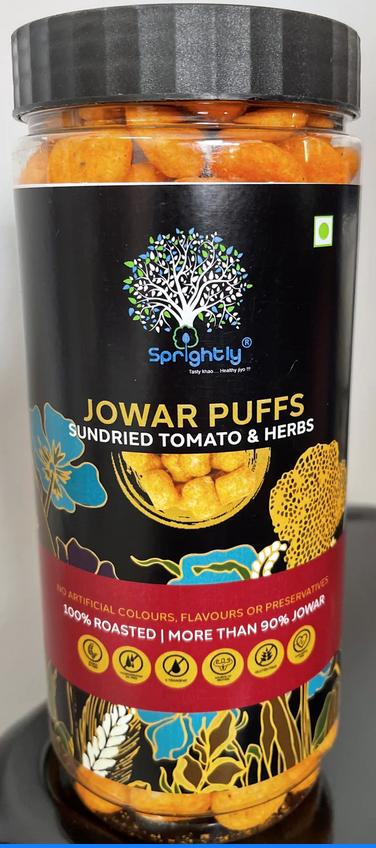 Sprightly®
Tasty khao... Healthy jiyo !!!
JOWAR PUFFS
SUNDRIED TOMATO & HERBS
NO ARTIFICIAL COLOURS, FLAVOURS OR PRESERVATIVES
100% ROASTED | MORE THAN 90% JOWAR